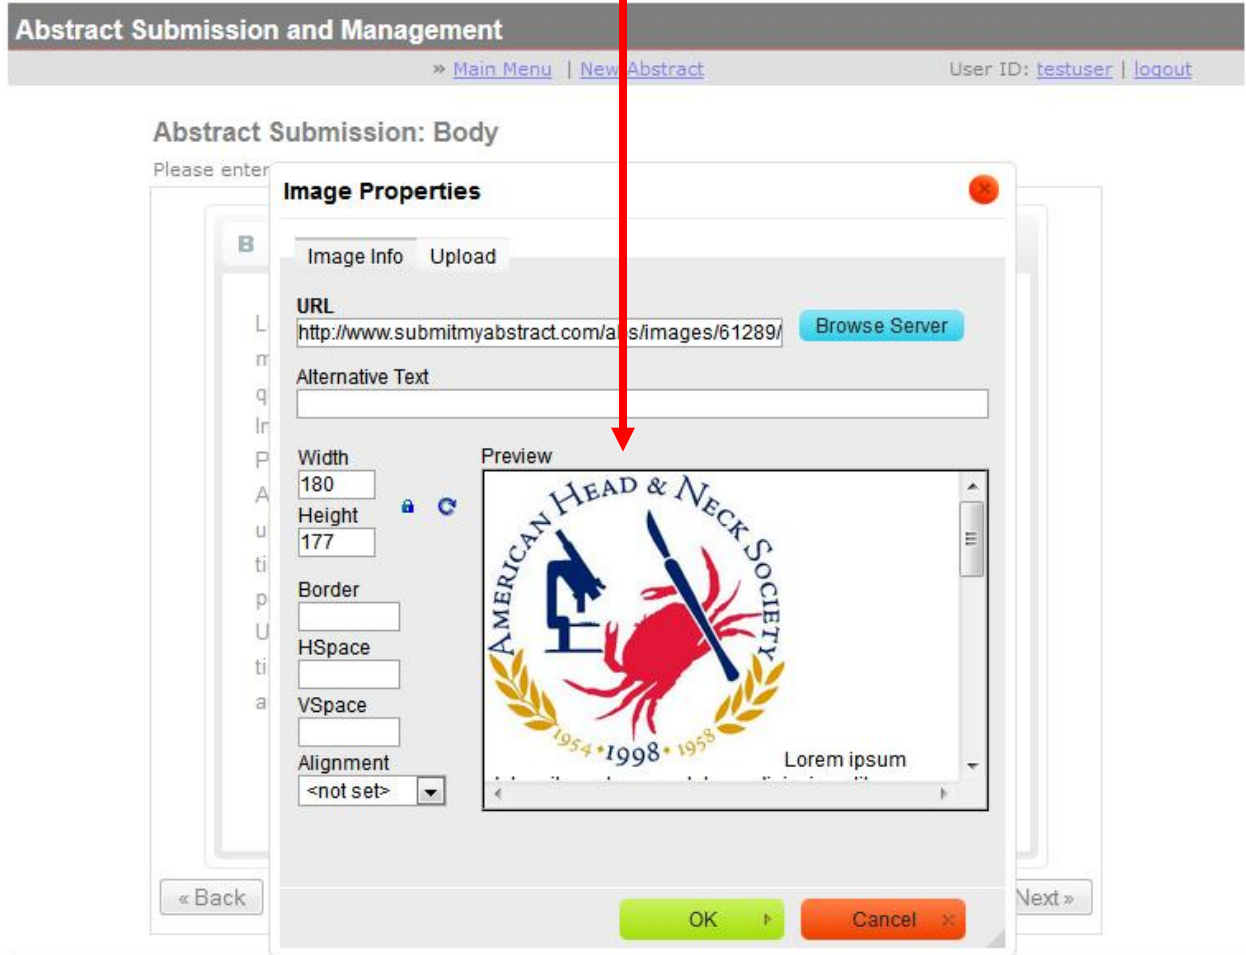 Abstract Submission and Management
» Main Menu | New Abstract User ID: testuser | logout
Abstract Submission: Body
Please enter
Image Properties
B
Image Info Upload
URL
http://www.submitmyabstract.com/abs/images/61289/ Browse Server
Alternative Text
Width Preview
180
Height
177
Border
HSpace
VSpace
Alignment
<not set>
AMERICAN HEAD & NECK SOCIETY
1954 • 1998 • 1958
Lorem ipsum
« Back Next »
OK Cancel